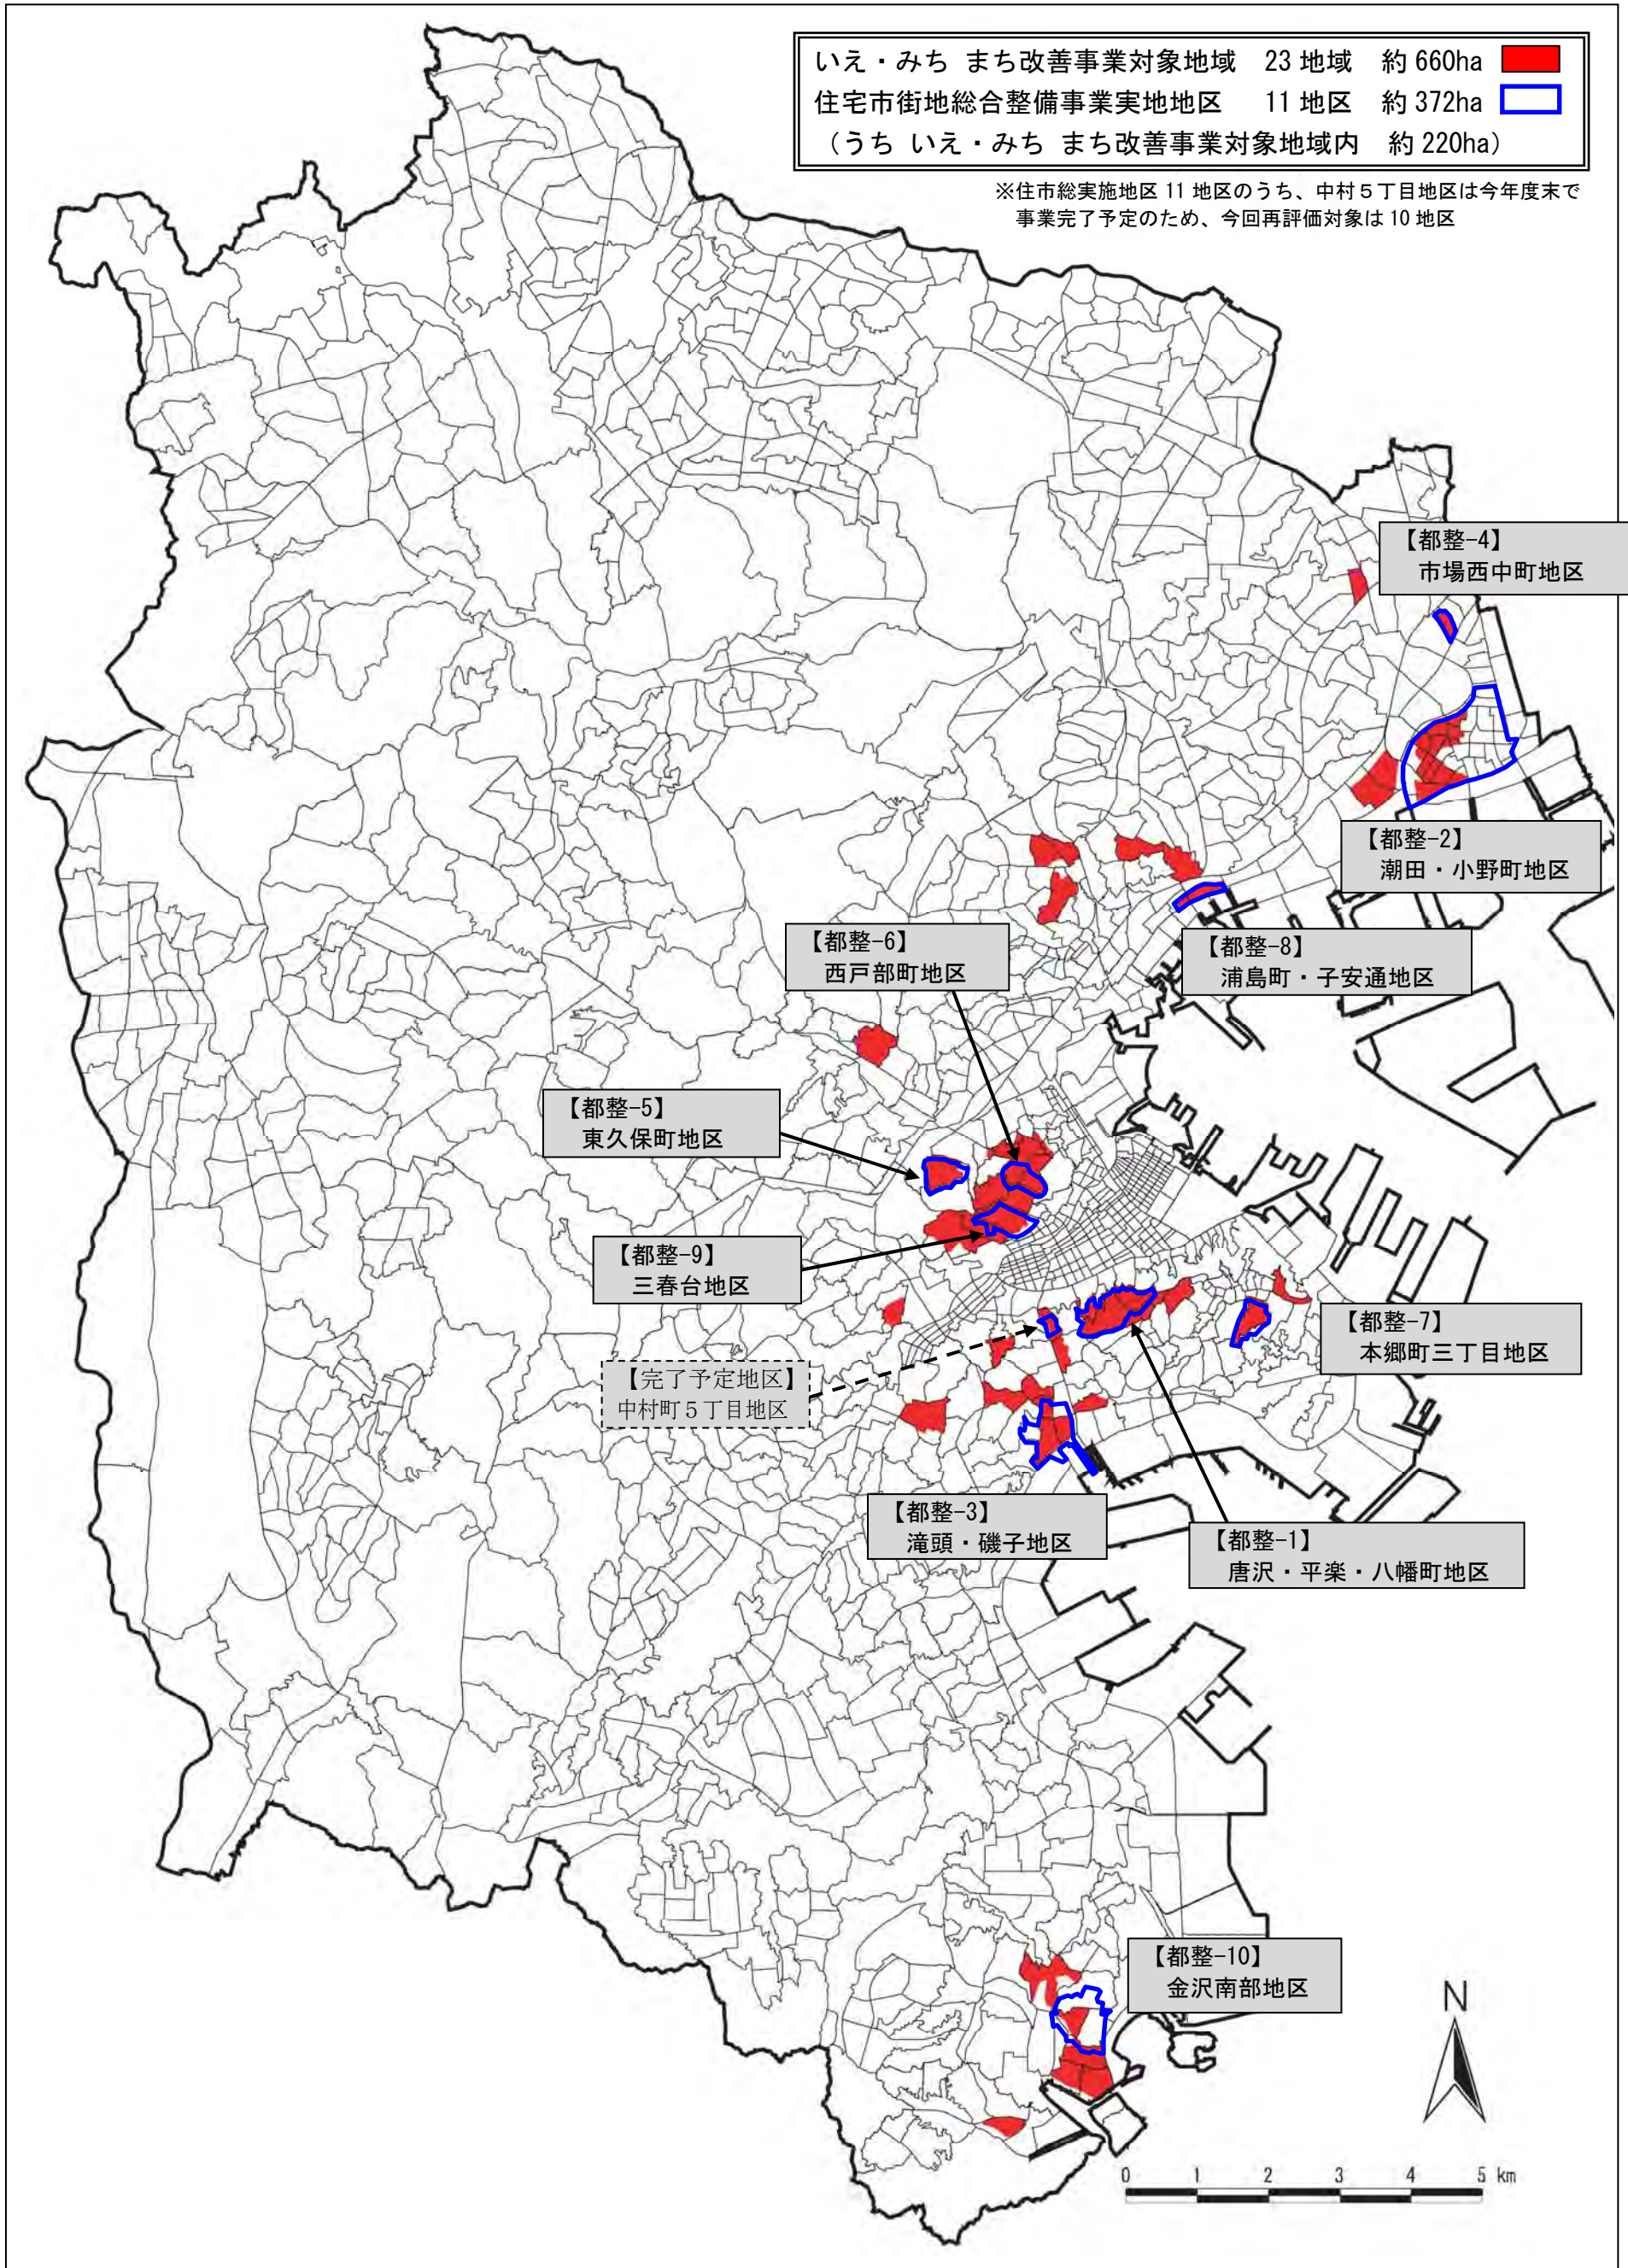 いえ・みち まち改善事業対象地域 23 地域 約 660ha
住宅市街地総合整備事業実地地区 11 地区 約 372ha
（うち いえ・みち まち改善事業対象地域内 約 220ha）
※住市総実施地区 11 地区のうち、中村５丁目地区は今年度末で
事業完了予定のため、今回再評価対象は 10 地区
【都整-4】
市場西中町地区
【都整-2】
潮田・小野町地区
【都整-6】
西戸部町地区
【都整-8】
浦島町・子安通地区
【都整-5】
東久保町地区
【都整-9】
三春台地区
【都整-7】
本郷町三丁目地区
【完了予定地区】
中村町５丁目地区
【都整-3】
滝頭・磯子地区
【都整-1】
唐沢・平楽・八幡町地区
【都整-10】
金沢南部地区
N
0 1 2 3 4 5 km